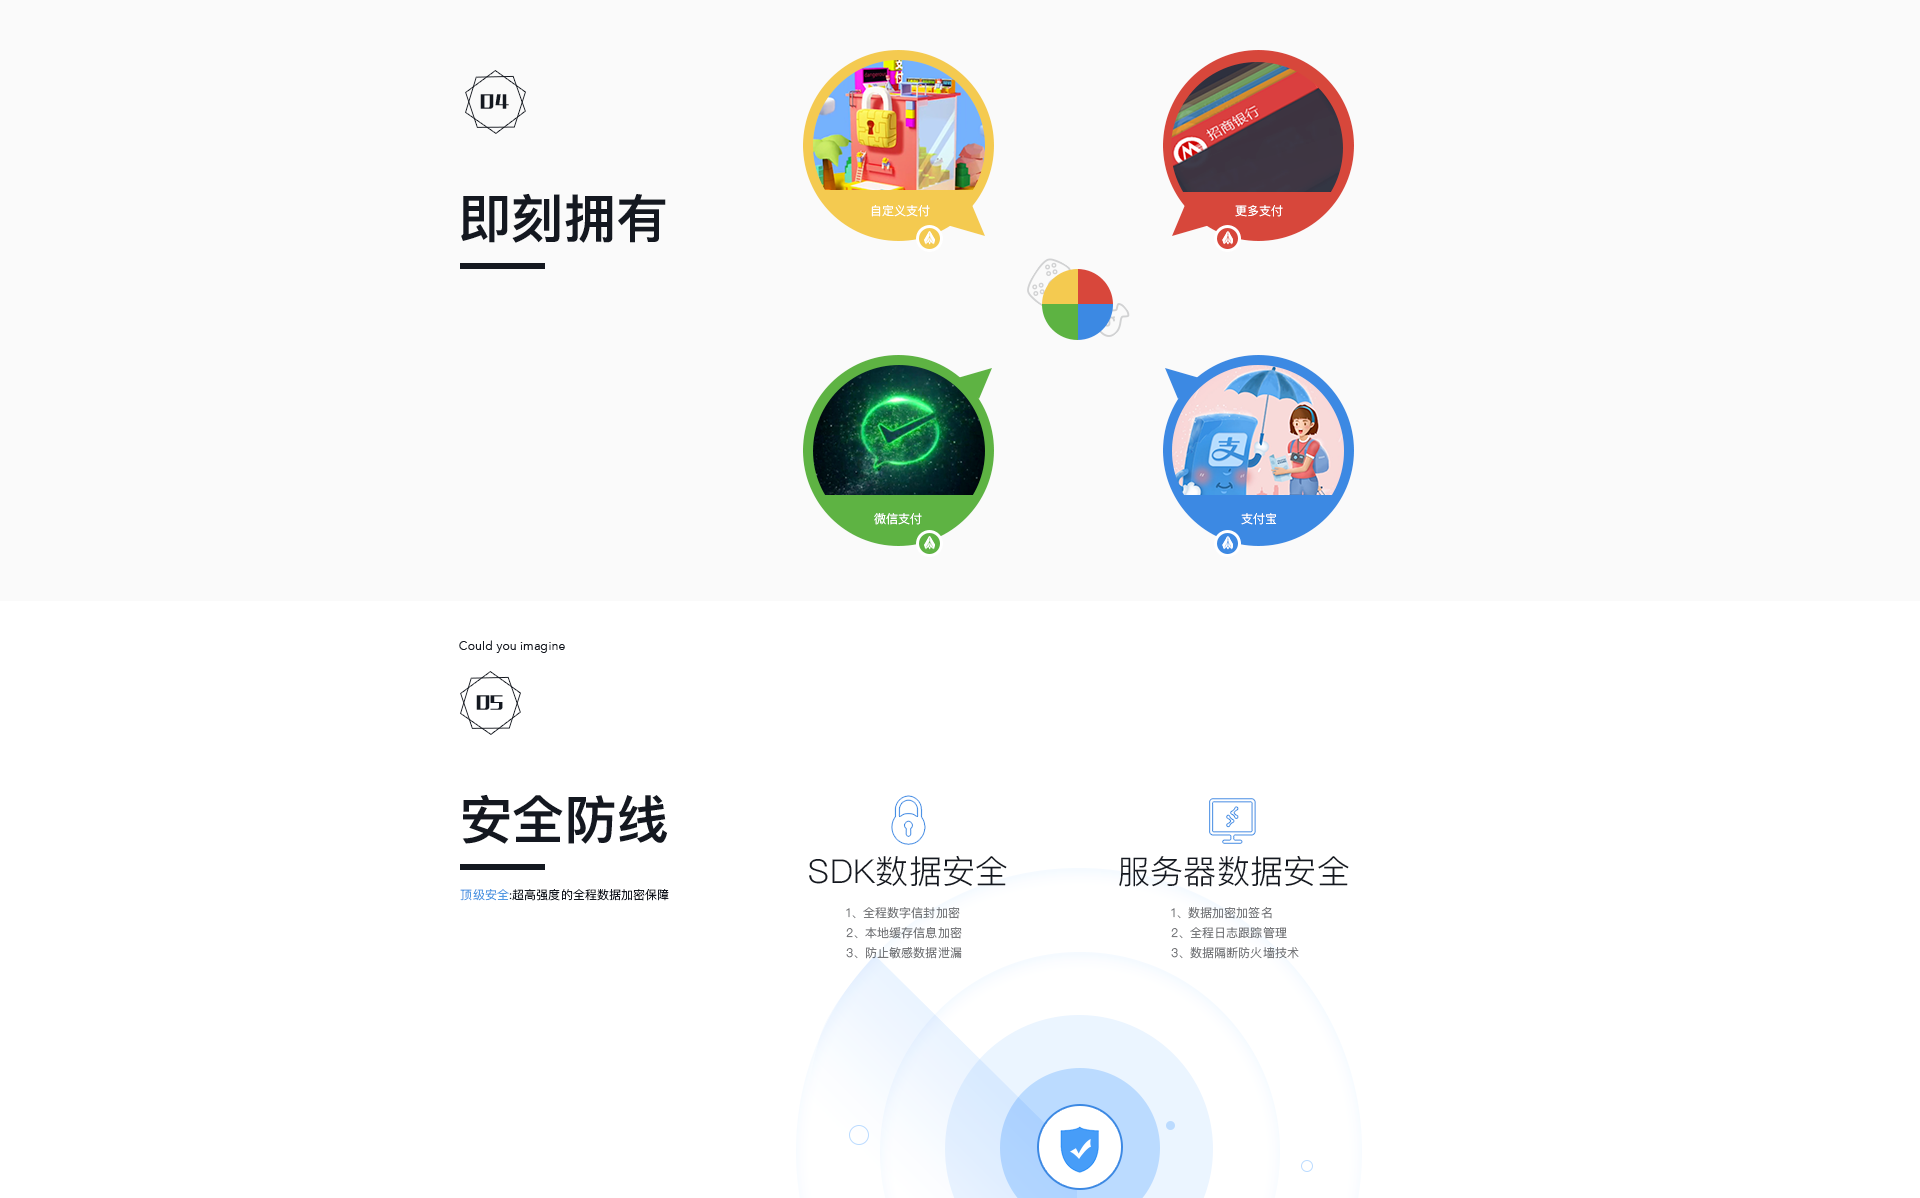 04
即刻拥有
支付
招商银行
自定义支付
更多支付
支
微信支付
支付宝
Could you imagine
05
安全防线
顶级安全:超高强度的全程数据加密保障
SDK数据安全
1、全程数字信封加密
2、本地缓存信息加密
3、防止敏感数据泄漏
服务器数据安全
1、数据加密加签名
2、全程日志跟踪管理
3、数据隔断防火墙技术